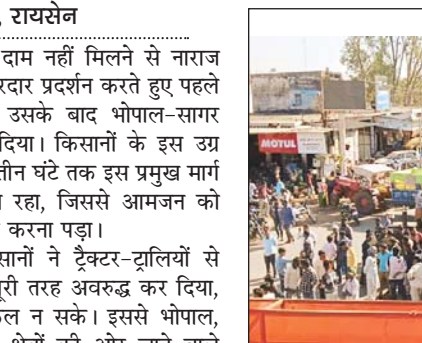 , रायसेन
दाम नहीं मिलने से नाराज
रदार प्रदर्शन करते हुए पहले
उसके बाद भोपाल-सागर
दिया। किसानों के इस उग्र
तीन घंटे तक इस प्रमुख मार्ग
रहा, जिससे आमजन को
करना पड़ा।
सानों ने ट्रैक्टर-ट्रालियों से
पूरी तरह अवरुद्ध कर दिया,
न सके। इससे भोपाल,
की ओर जाने वाले
MOTUL